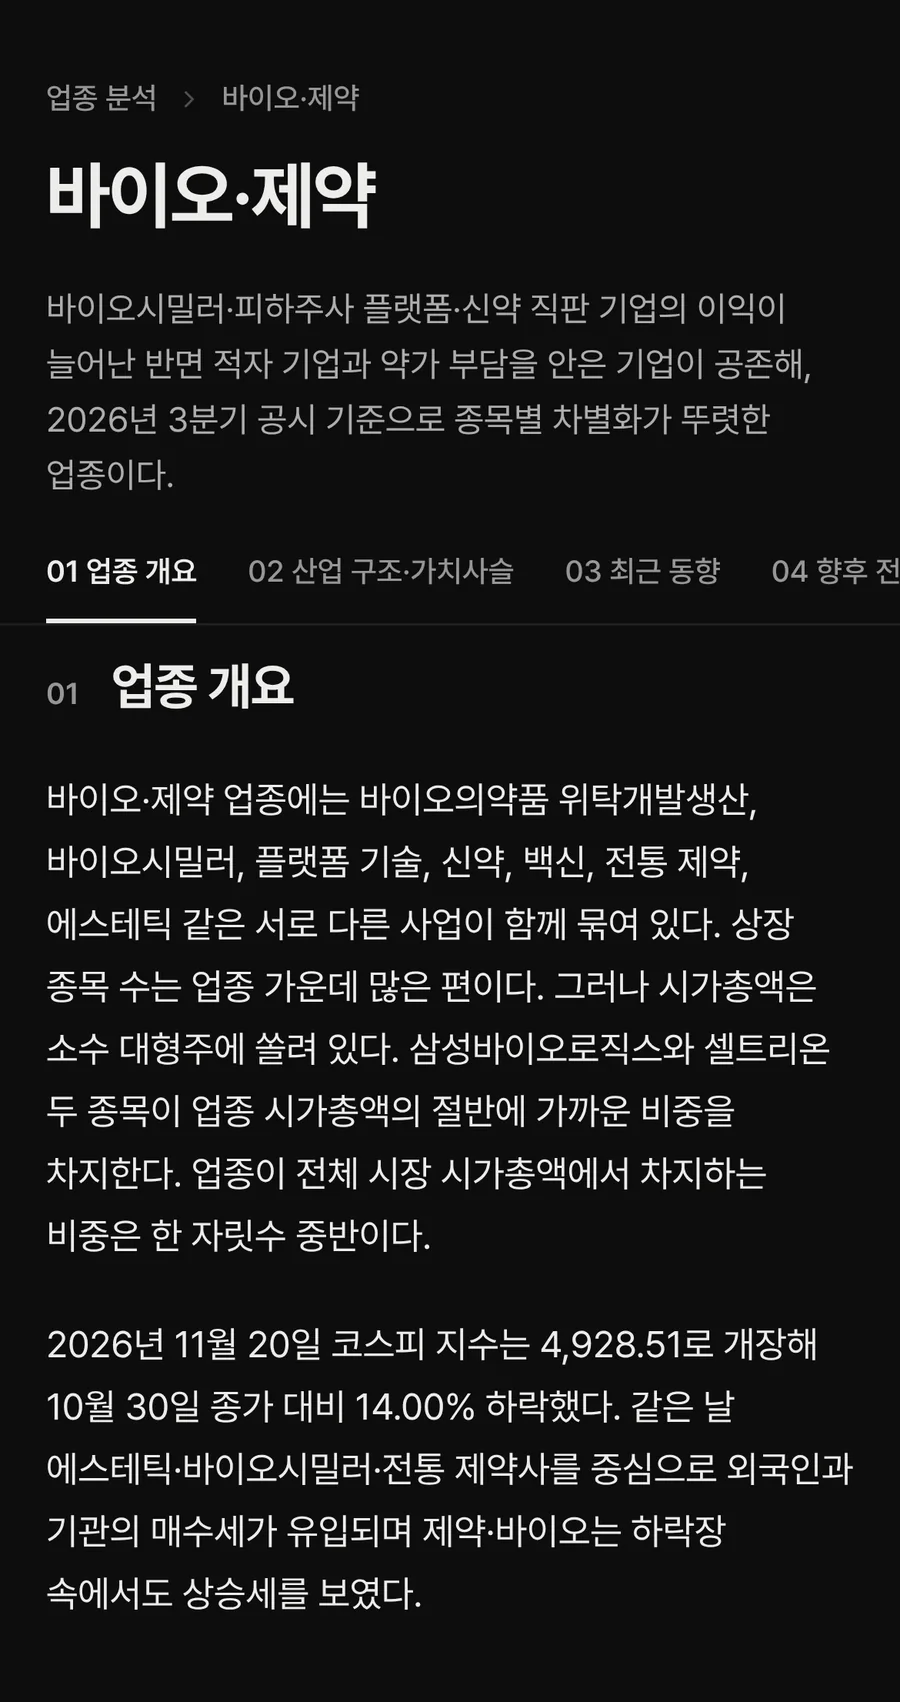 업종 분석 > 바이오·제약
바이오·제약
바이오시밀러·피하주사 플랫폼·신약 직판 기업의 이익이
늘어난 반면 적자 기업과 약가 부담을 안은 기업이 공존해,
2026년 3분기 공시 기준으로 종목별 차별화가 뚜렷한
업종이다.
01 업종 개요 02 산업 구조·가치사슬 03 최근 동향 04 향후 전
01 업종 개요
바이오·제약 업종에는 바이오의약품 위탁개발생산,
바이오시밀러, 플랫폼 기술, 신약, 백신, 전통 제약,
에스테틱 같은 서로 다른 사업이 함께 묶여 있다. 상장
종목 수는 업종 가운데 많은 편이다. 그러나 시가총액은
소수 대형주에 쏠려 있다. 삼성바이오로직스와 셀트리온
두 종목이 업종 시가총액의 절반에 가까운 비중을
차지한다. 업종이 전체 시장 시가총액에서 차지하는
비중은 한 자릿수 중반이다.
2026년 11월 20일 코스피 지수는 4,928.51로 개장해
10월 30일 종가 대비 14.00% 하락했다. 같은 날
에스테틱·바이오시밀러·전통 제약사를 중심으로 외국인과
기관의 매수세가 유입되며 제약·바이오는 하락장
속에서도 상승세를 보였다.